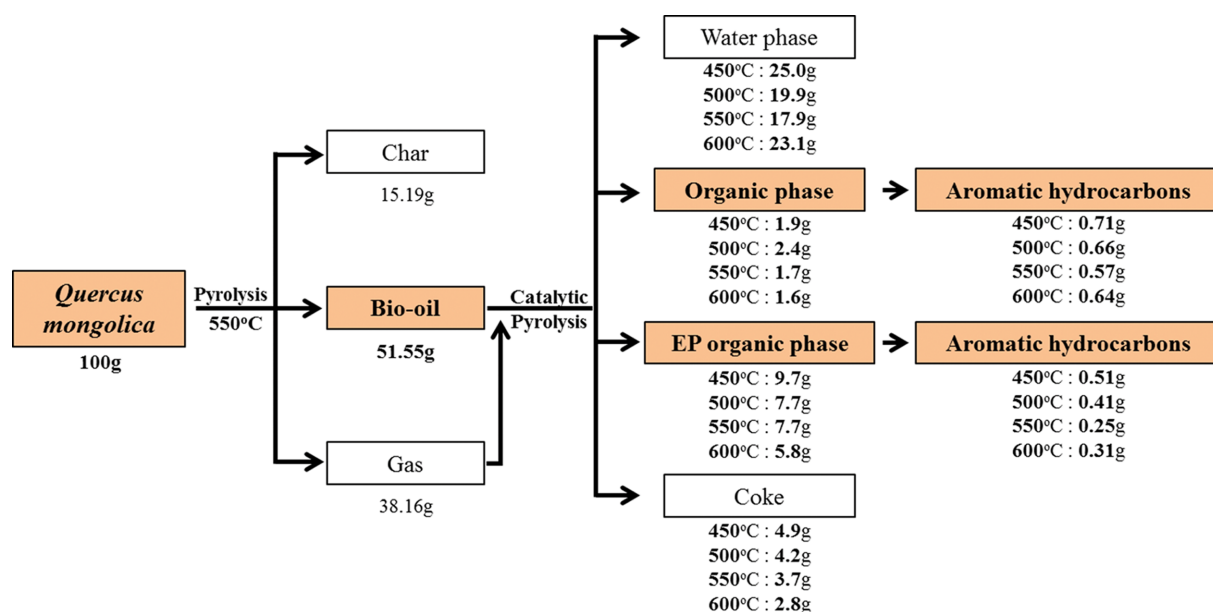 Quercus
mongolica
100g
Pyrolysis
550°C
Char
15.19g
Bio-oil
51.55g
Gas
38.16g
Catalytic
Pyrolysis
Water phase
450°C : 25.0g
500°C : 19.9g
550°C : 17.9g
600°C : 23.1g
Organic phase
450°C : 1.9g
500°C : 2.4g
550°C : 1.7g
600°C : 1.6g
Aromatic hydrocarbons
450°C : 0.71g
500°C : 0.66g
550°C : 0.57g
600°C : 0.64g
EP organic phase
450°C : 9.7g
500°C : 7.7g
550°C : 7.7g
600°C : 5.8g
Aromatic hydrocarbons
450°C : 0.51g
500°C : 0.41g
550°C : 0.25g
600°C : 0.31g
Coke
450°C : 4.9g
500°C : 4.2g
550°C : 3.7g
600°C : 2.8g